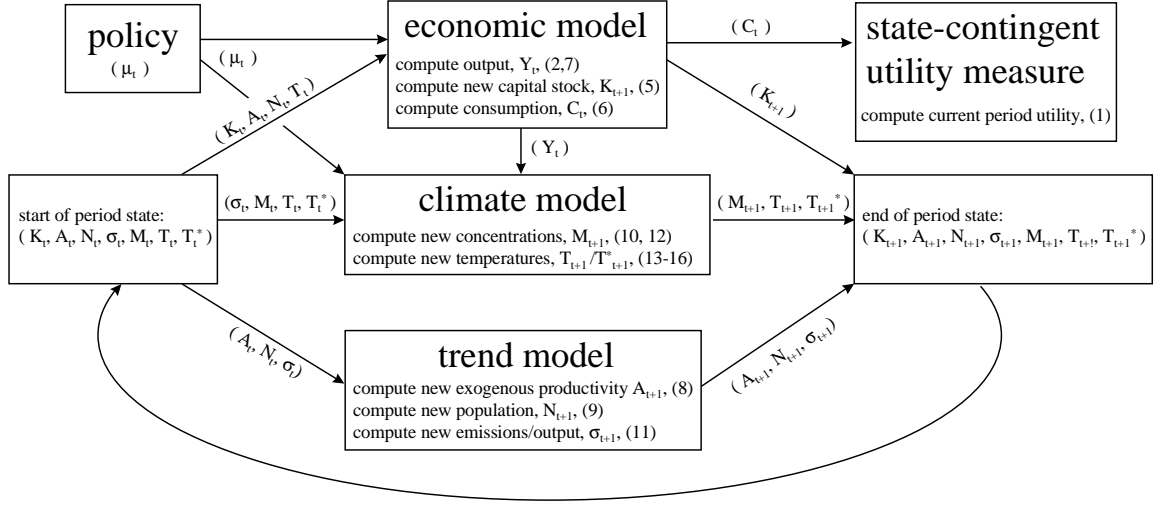 policy
( μₜ )
( μₜ )
economic model
compute output, Yₜ, (2,7)
compute new capital stock, Kₜ₊₁, (5)
compute consumption, Cₜ, (6)
( Cₜ )
state-contingent
utility measure
compute current period utility, (1)
( Kₜ, Aₜ, Nₜ, Tₜ )
( Kₜ₊₁ )
( Yₜ )
start of period state:
( Kₜ, Aₜ, Nₜ, σₜ, Mₜ, Tₜ, Tₜ* )
(σₜ, Mₜ, Tₜ, Tₜ* )
climate model
compute new concentrations, Mₜ₊₁, (10, 12)
compute new temperatures, Tₜ₊₁/T*ₜ₊₁, (13-16)
( Mₜ₊₁, Tₜ₊₁, Tₜ₊₁* )
end of period state:
( Kₜ₊₁, Aₜ₊₁, Nₜ₊₁, σₜ₊₁, Mₜ₊₁, Tₜ₊!, Tₜ₊₁* )
( Aₜ, Nₜ, σₜ)
trend model
compute new exogenous productivity Aₜ₊₁, (8)
compute new population, Nₜ₊₁, (9)
compute new emissions/output, σₜ₊₁, (11)
( Aₜ₊₁, Nₜ₊₁, σₜ₊₁)